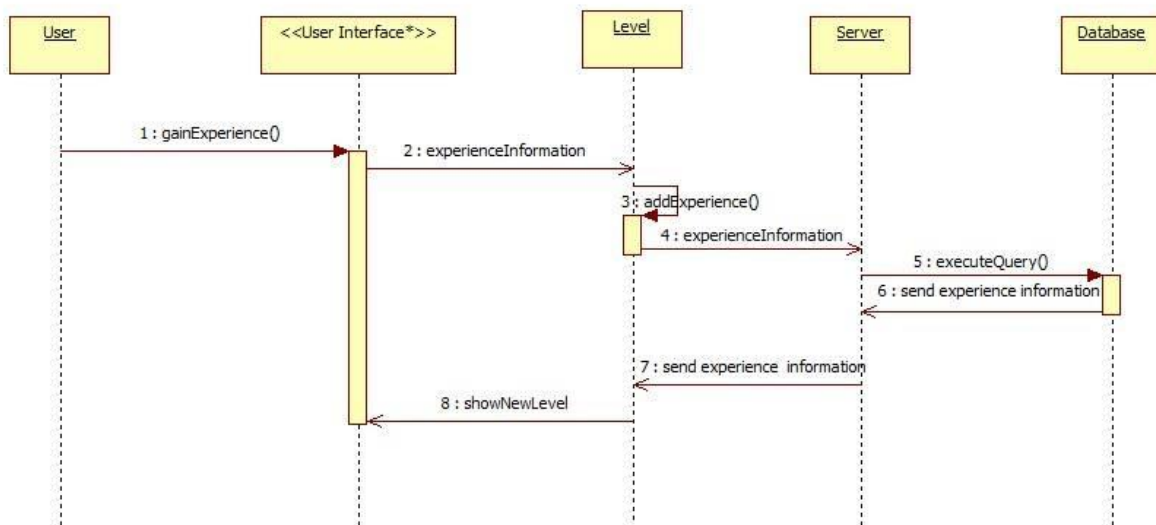 User
<<User Interface*>>
Level
Server
Database
1 : gainExperience()
2 : experienceInformation
3 : addExperience()
4 : experienceInformation
5 : executeQuery()
6 : send experience information
7 : send experience information
8 : showNewLevel